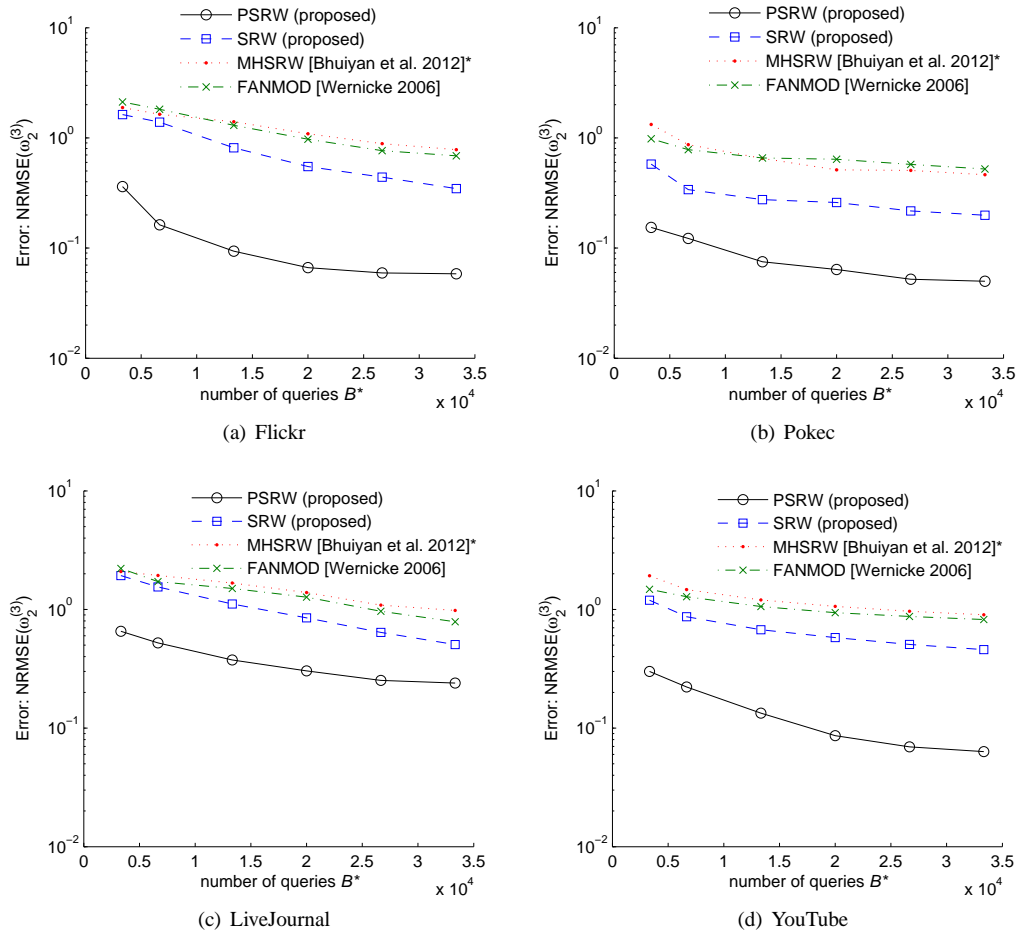 PSRW (proposed)
SRW (proposed)
MHSRW [Bhuiyan et al. 2012]*
FANMOD [Wernicke 2006]
10^1
10^0
10^{-1}
10^{-2}
Error: NRMSE(ω_2^{(3)})
0 0.5 1 1.5 2 2.5 3 3.5
x 10^4
number of queries B*
(a) Flickr
PSRW (proposed)
SRW (proposed)
MHSRW [Bhuiyan et al. 2012]*
FANMOD [Wernicke 2006]
10^1
10^0
10^{-1}
10^{-2}
Error: NRMSE(ω_2^{(3)})
0 0.5 1 1.5 2 2.5 3 3.5
x 10^4
number of queries B*
(b) Pokec
PSRW (proposed)
SRW (proposed)
MHSRW [Bhuiyan et al. 2012]*
FANMOD [Wernicke 2006]
10^1
10^0
10^{-1}
10^{-2}
Error: NRMSE(ω_2^{(3)})
0 0.5 1 1.5 2 2.5 3 3.5
x 10^4
number of queries B*
(c) LiveJournal
PSRW (proposed)
SRW (proposed)
MHSRW [Bhuiyan et al. 2012]*
FANMOD [Wernicke 2006]
10^1
10^0
10^{-1}
10^{-2}
Error: NRMSE(ω_2^{(3)})
0 0.5 1 1.5 2 2.5 3 3.5
x 10^4
number of queries B*
(d) YouTube